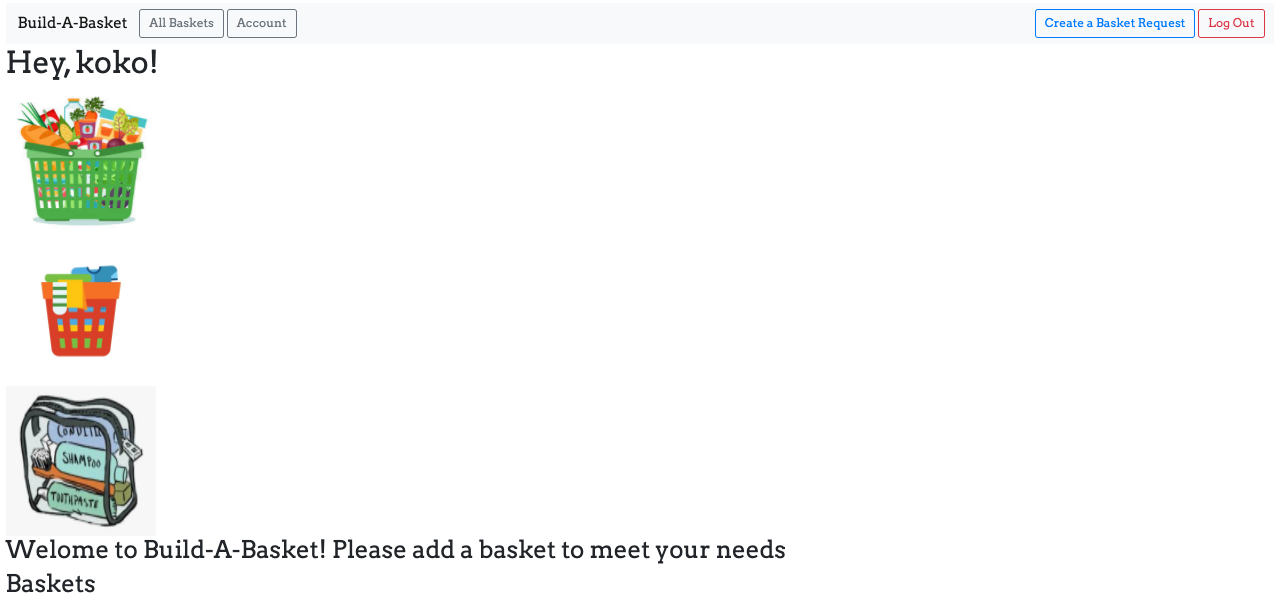 Build-A-Basket All Baskets Account Create a Basket Request Log Out
Hey, koko!
SHAMPOO
TOOTHPASTE
Welome to Build-A-Basket! Please add a basket to meet your needs
Baskets